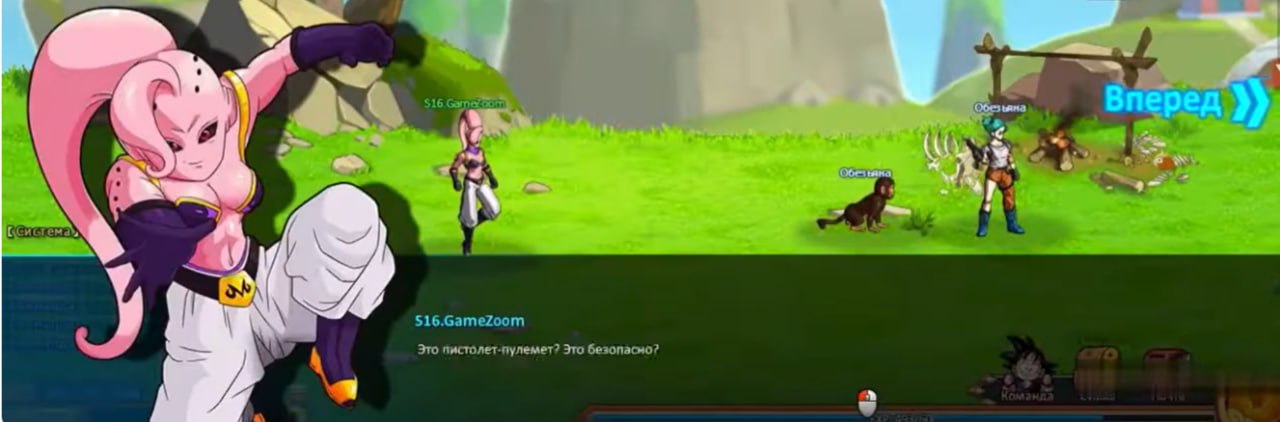 S16.GameZoom
Обезьяна
Вперед
Обезьяна
【Система】
S16.GameZoom
Это пистолет-пулемет? Это безопасно?
Команда